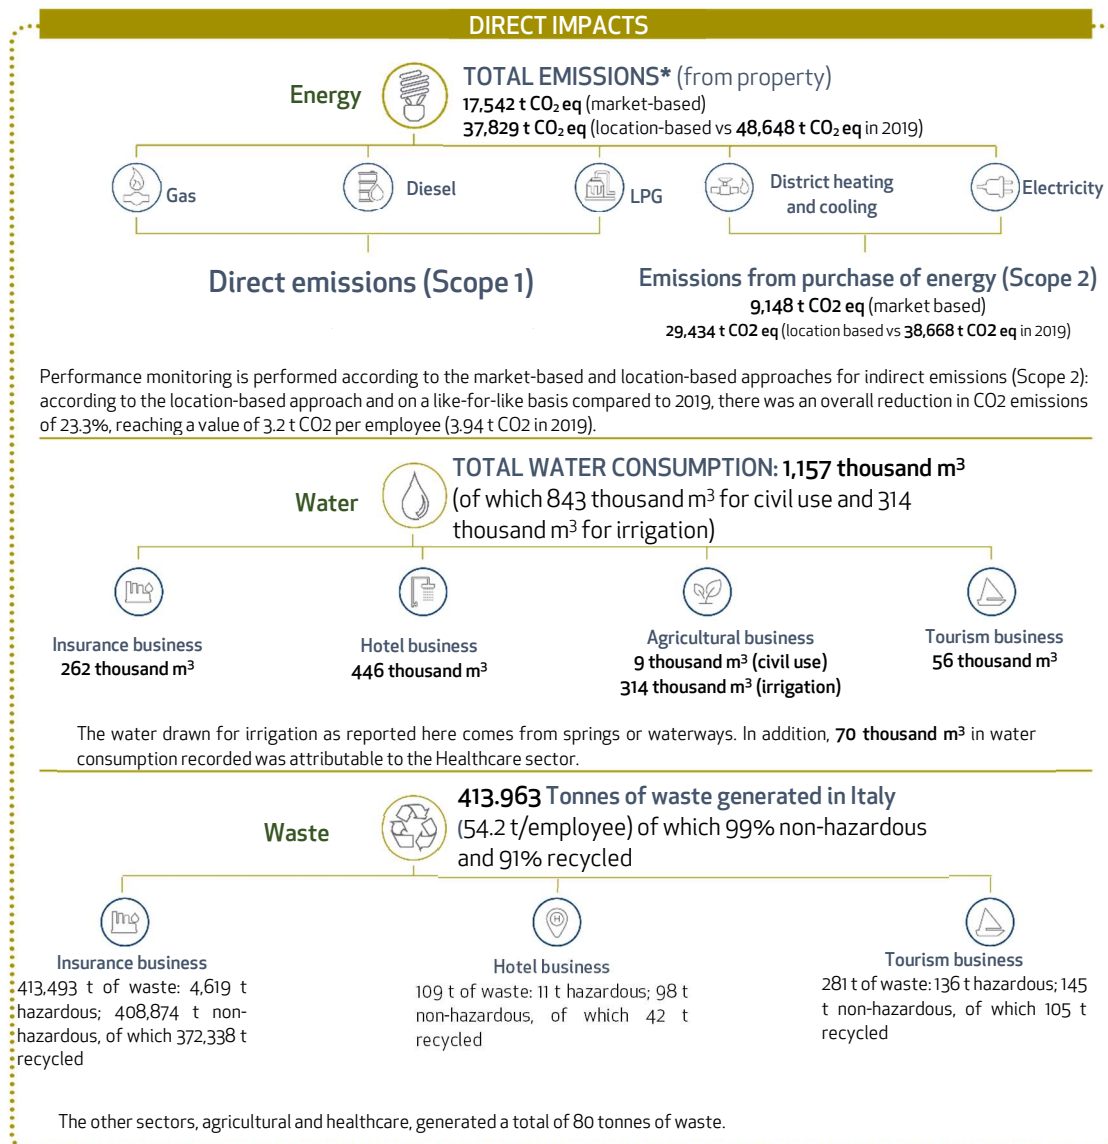 DIRECT IMPACTS
Energy
TOTAL EMISSIONS* (from property)
17,542 t CO₂ eq (market-based)
37,829 t CO₂ eq (location-based vs 48,648 t CO₂ eq in 2019)
Gas
Diesel
LPG
District heating
and cooling
Electricity
Direct emissions (Scope 1)
Emissions from purchase of energy (Scope 2)
9,148 t CO2 eq (market based)
29,434 t CO2 eq (location based vs 38,668 t CO2 eq in 2019)
Performance monitoring is performed according to the market-based and location-based approaches for indirect emissions (Scope 2):
according to the location-based approach and on a like-for-like basis compared to 2019, there was an overall reduction in CO2 emissions
of 23.3%, reaching a value of 3.2 t CO2 per employee (3.94 t CO2 in 2019).
Water
TOTAL WATER CONSUMPTION: 1,157 thousand m³
(of which 843 thousand m³ for civil use and 314
thousand m³ for irrigation)
Insurance business
262 thousand m³
Hotel business
446 thousand m³
Agricultural business
9 thousand m³ (civil use)
314 thousand m³ (irrigation)
Tourism business
56 thousand m³
The water drawn for irrigation as reported here comes from springs or waterways. In addition, 70 thousand m³ in water
consumption recorded was attributable to the Healthcare sector.
Waste
413.963 Tonnes of waste generated in Italy
(54.2 t/employee) of which 99% non-hazardous
and 91% recycled
Insurance business
413,493 t of waste: 4,619 t
hazardous; 408,874 t non-
hazardous, of which 372,338 t
recycled
Hotel business
109 t of waste: 11 t hazardous; 98 t
non-hazardous, of which 42 t
recycled
Tourism business
281 t of waste: 136 t hazardous; 145
t non-hazardous, of which 105 t
recycled
The other sectors, agricultural and healthcare, generated a total of 80 tonnes of waste.